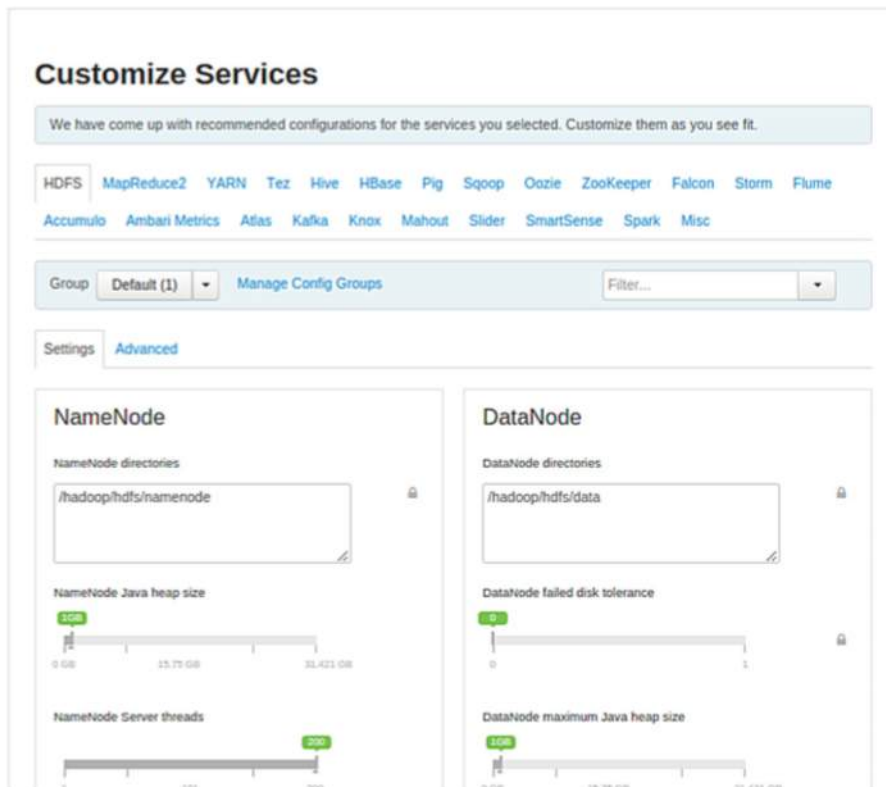 Customize Services
We have come up with recommended configurations for the services you selected. Customize them as you see fit.
HDFS MapReduce2 YARN Tez Hive HBase Pig Sqoop Oozie ZooKeeper Falcon Storm Flume
Accumulo Ambari Metrics Atlas Kafka Knox Mahout Slider SmartSense Spark Misc
Group Default (1) Manage Config Groups Filter...
Settings Advanced
NameNode
NameNode directories
/hadoop/hdfs/namenode
NameNode Java heap size
1GB
0 GB 15.75 GB 31.421 GB
NameNode Server threads
200
DataNode
DataNode directories
/hadoop/hdfs/data
DataNode failed disk tolerance
0
0 1
DataNode maximum Java heap size
1GB